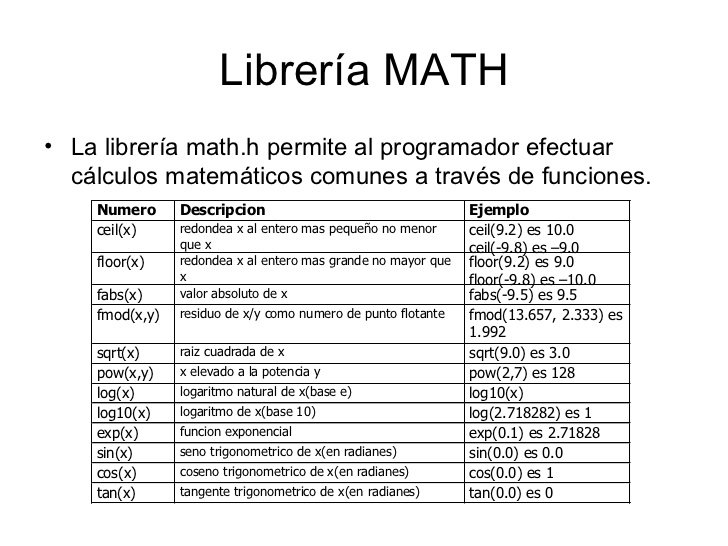 Librería MATH
• La librería math.h permite al programador efectuar
cálculos matemáticos comunes a través de funciones.
Numero Descripcion Ejemplo
ceil(x) redondea x al entero mas pequeño no menor que x ceil(9.2) es 10.0
ceil(-9.8) es –9.0
floor(x) redondea x al entero mas grande no mayor que x floor(9.2) es 9.0
floor(-9.8) es –10.0
fabs(x) valor absoluto de x fabs(-9.5) es 9.5
fmod(x,y) residuo de x/y como numero de punto flotante fmod(13.657, 2.333) es
1.992
sqrt(x) raiz cuadrada de x sqrt(9.0) es 3.0
pow(x,y) x elevado a la potencia y pow(2,7) es 128
log(x) logaritmo natural de x(base e) log10(x)
log10(x) logaritmo de x(base 10) log(2.718282) es 1
exp(x) funcion exponencial exp(0.1) es 2.71828
sin(x) seno trigonometrico de x(en radianes) sin(0.0) es 0.0
cos(x) coseno trigonometrico de x(en radianes) cos(0.0) es 1
tan(x) tangente trigonometrico de x(en radianes) tan(0.0) es 0